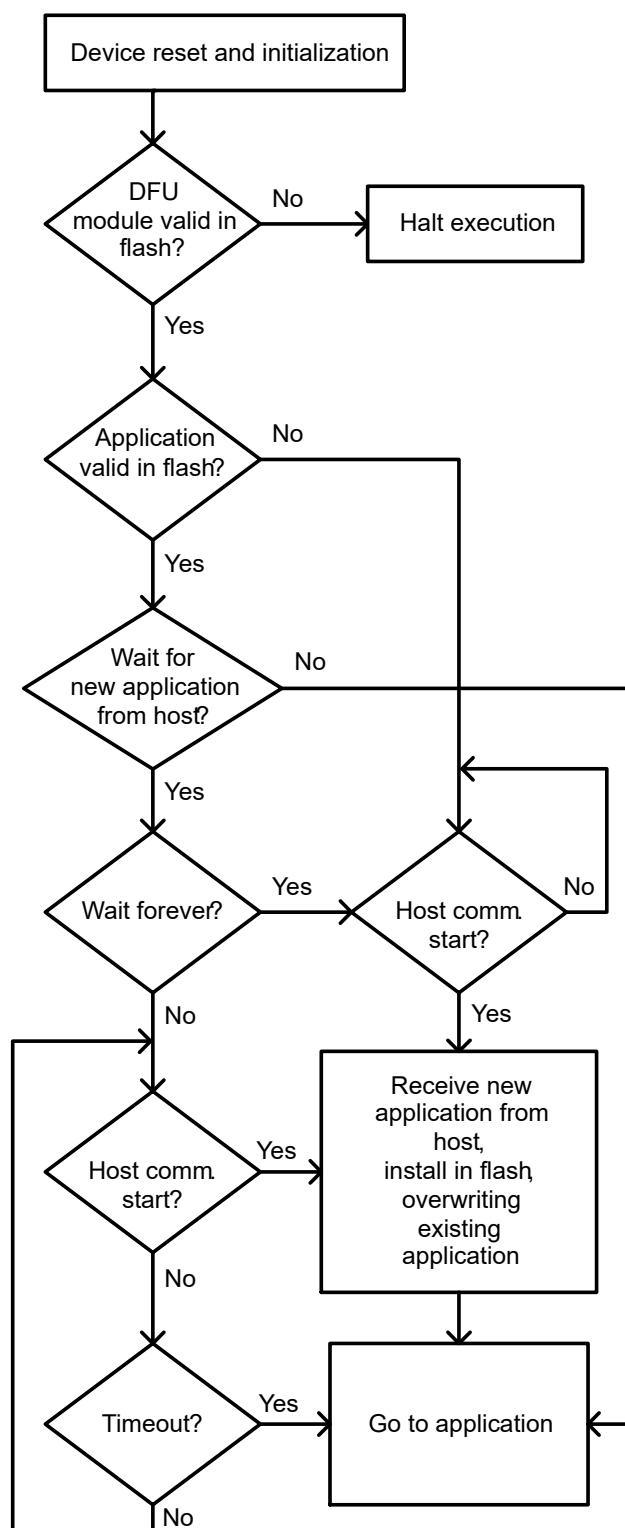 Device reset and initialization
DFU
module valid in
flash?
No
Halt execution
Yes
Application
valid in flash?
No
Yes
Wait for
new application
from host?
No
Yes
Wait forever?
Yes
Host comm.
start?
No
No
Yes
Host comm.
start?
Yes
Receive new
application from
host,
install in flash,
overwriting
existing
application
No
Timeout?
Yes
Go to application
No